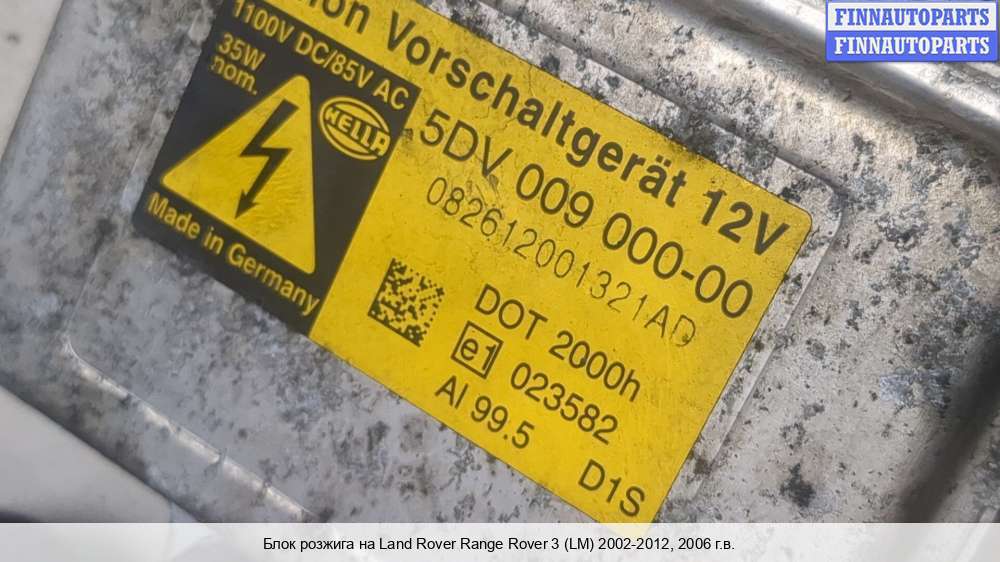 FINNAUTOPARTS
FINNAUTOPARTS
Vorschaltgerät 12V
1100V DC/85V AC
35W
nom.
HELLA
Made in Germany
5DV 009 000-00
082612001321AD
DOT 2000h
e1 023582
Al 99.5
D1S
Блок розжига на Land Rover Range Rover 3 (LM) 2002-2012, 2006 г.в.